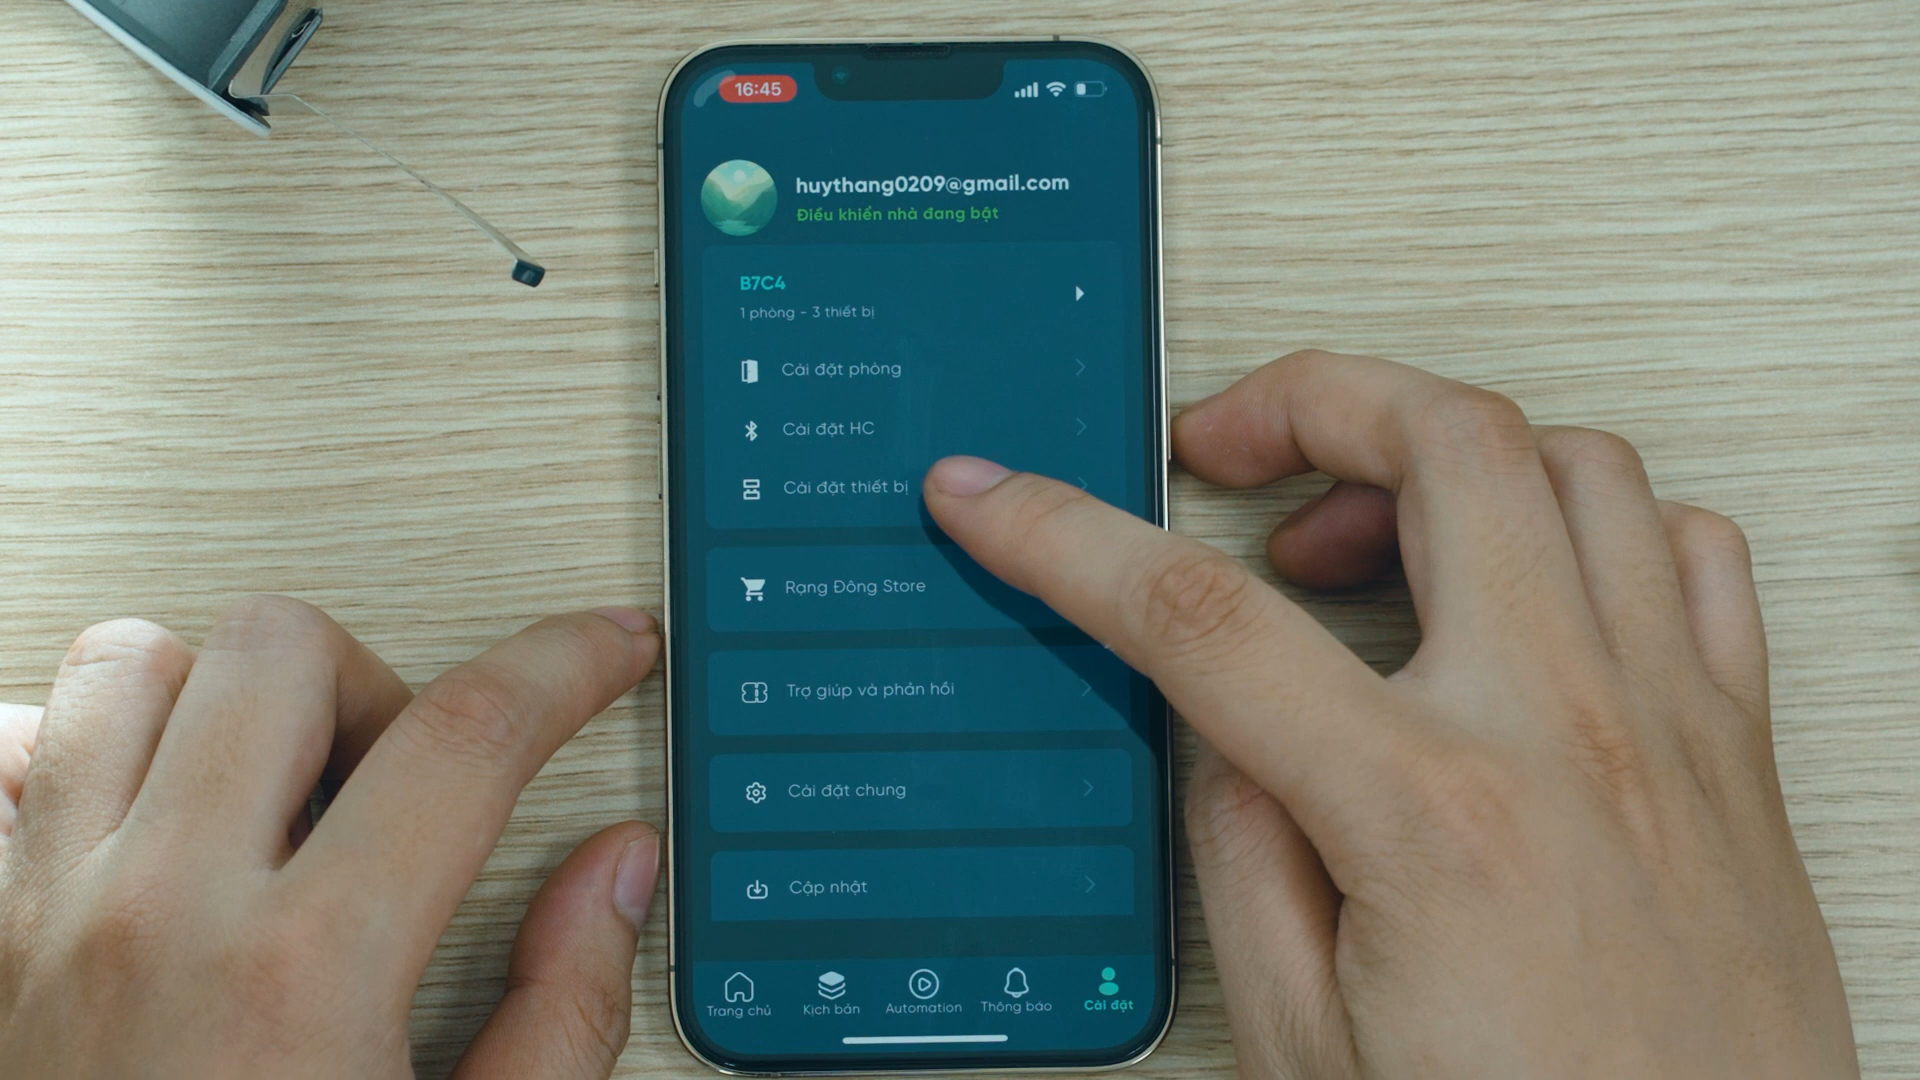 16:45
huythang0209@gmail.com
Điều khiển nhà đang bật
B7C4
1 phòng - 3 thiết bị
Cài đặt phòng
Cài đặt HC
Cài đặt thiết bị
Rạng Đông Store
Trợ giúp và phản hồi
Cài đặt chung
Cập nhật
Trang chủ
Kịch bản
Automation
Thông báo
Cài đặt